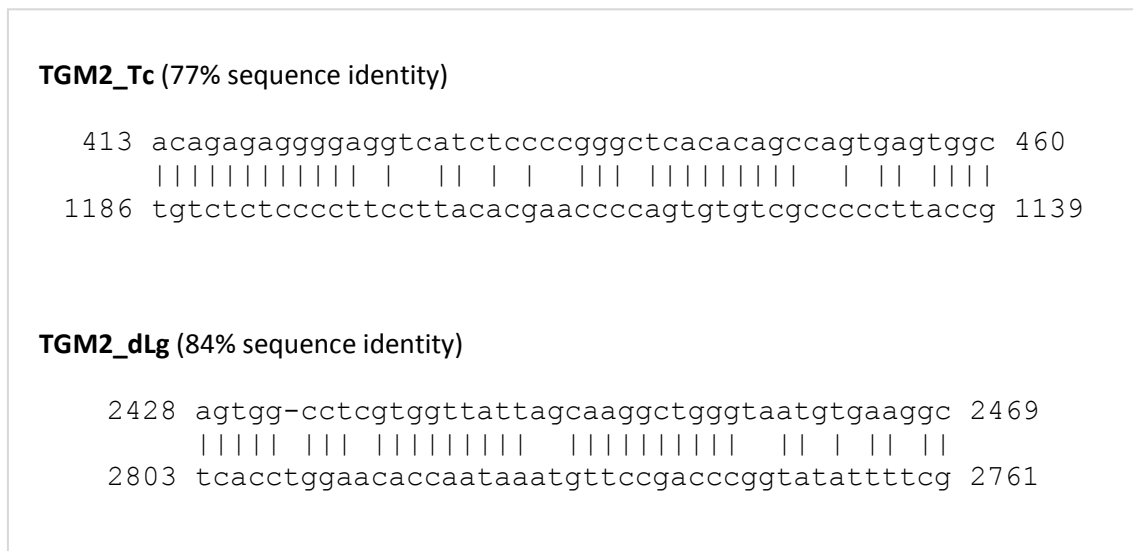 TGM2_Tc (77% sequence identity)
413 acagagaggggaggtcatctccccgggctcacacagccagtgagtggc 460
|||||||||||| |  || | |  ||| |||||||||  | || ||||
1186 tgtctctccccttccttacacgaaccccagtgtgtcgcccccttaccg 1139
TGM2_dLg (84% sequence identity)
2428 agtgg-cctcgtggttattagcaaggctgggtaatgtgaaggc 2469
||||| ||| |||||||||  ||||||||||  || | || ||
2803 tcacctggaacaccaataaatgttccgacccggtatattttcg 2761